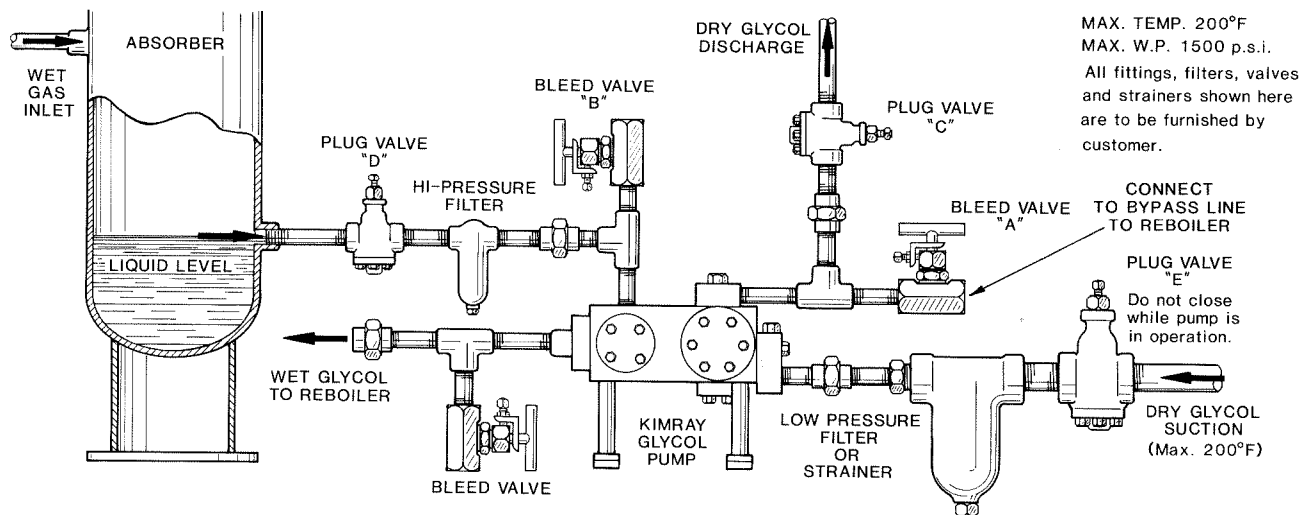 ABSORBER
WET
GAS
INLET
LIQUID LEVEL
PLUG VALVE
"D"
HI-PRESSURE
FILTER
BLEED VALVE
"B"
DRY GLYCOL
DISCHARGE
PLUG VALVE
"C"
MAX. TEMP. 200°F
MAX. W.P. 1500 p.s.i.
All fittings, filters, valves
and strainers shown here
are to be furnished by
customer.
CONNECT
TO BYPASS LINE
TO REBOILER
BLEED VALVE
"A"
PLUG VALVE
"E"
Do not close
while pump is
in operation.
WET GLYCOL
TO REBOILER
BLEED VALVE
KIMRAY
GLYCOL
PUMP
LOW PRESSURE
FILTER
OR
STRAINER
DRY GLYCOL
SUCTION
(Max. 200°F)